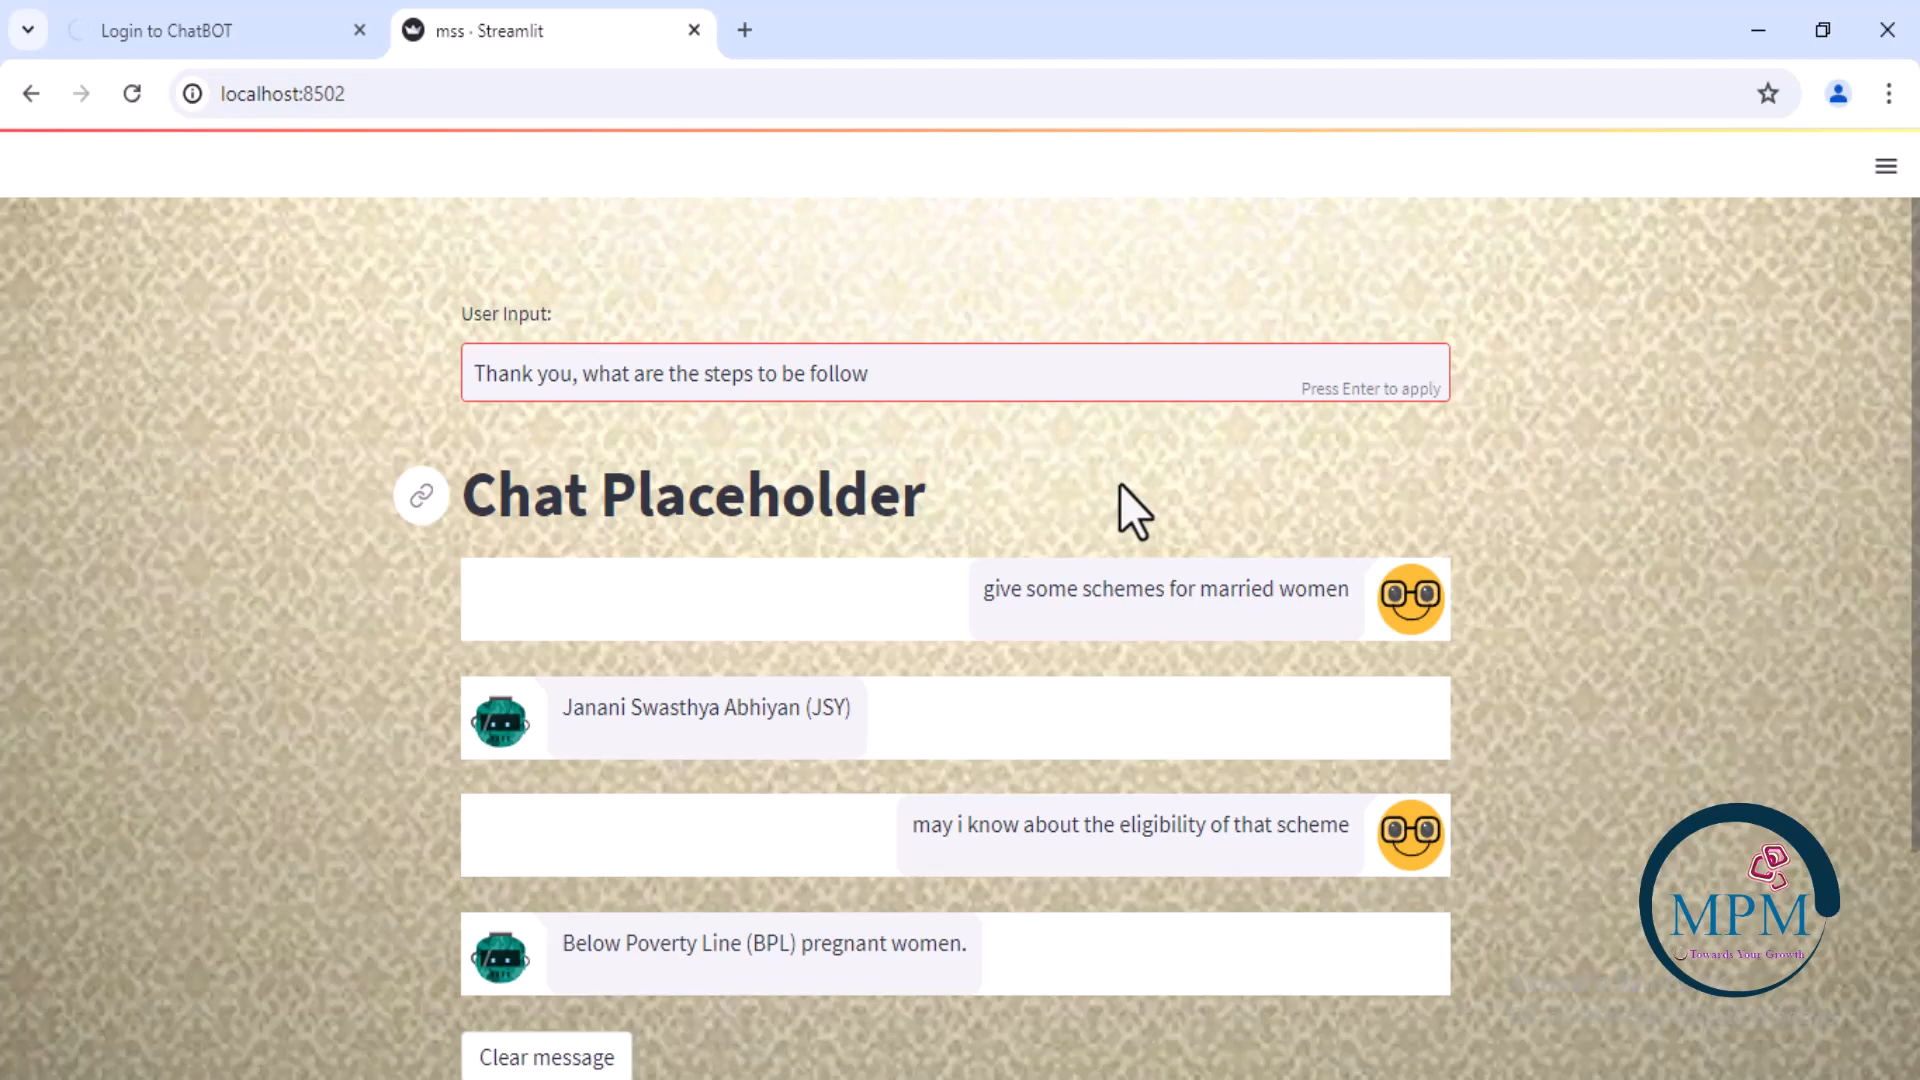 Login to ChatBOT
mss · Streamlit
localhost:8502
User Input:
Thank you, what are the steps to be follow
Press Enter to apply
Chat Placeholder
give some schemes for married women
Janani Swasthya Abhiyan (JSY)
may i know about the eligibility of that scheme
Below Poverty Line (BPL) pregnant women.
MPM
Towards Your Growth
Clear message